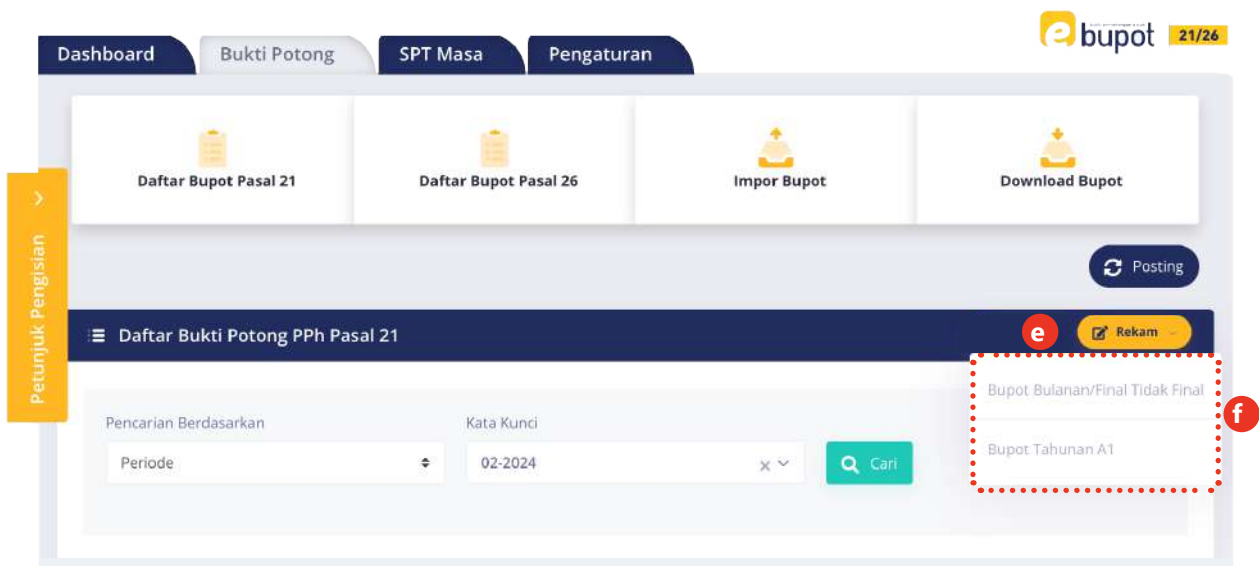 bupot 21/26
Dashboard Bukti Potong SPT Masa Pengaturan
Daftar Bupot Pasal 21 Daftar Bupot Pasal 26 Impor Bupot Download Bupot
Petunjuk Pengisian
Posting
Daftar Bukti Potong PPh Pasal 21 e Rekam
Bupot Bulanan/Final Tidak Final
f
Bupot Tahunan A1
Pencarian Berdasarkan Kata Kunci
Periode 02-2024 Cari